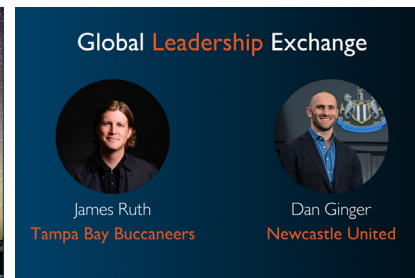 Global Leadership Exchange
James Ruth
Dan Ginger
Tampa Bay Buccaneers
Newcastle United